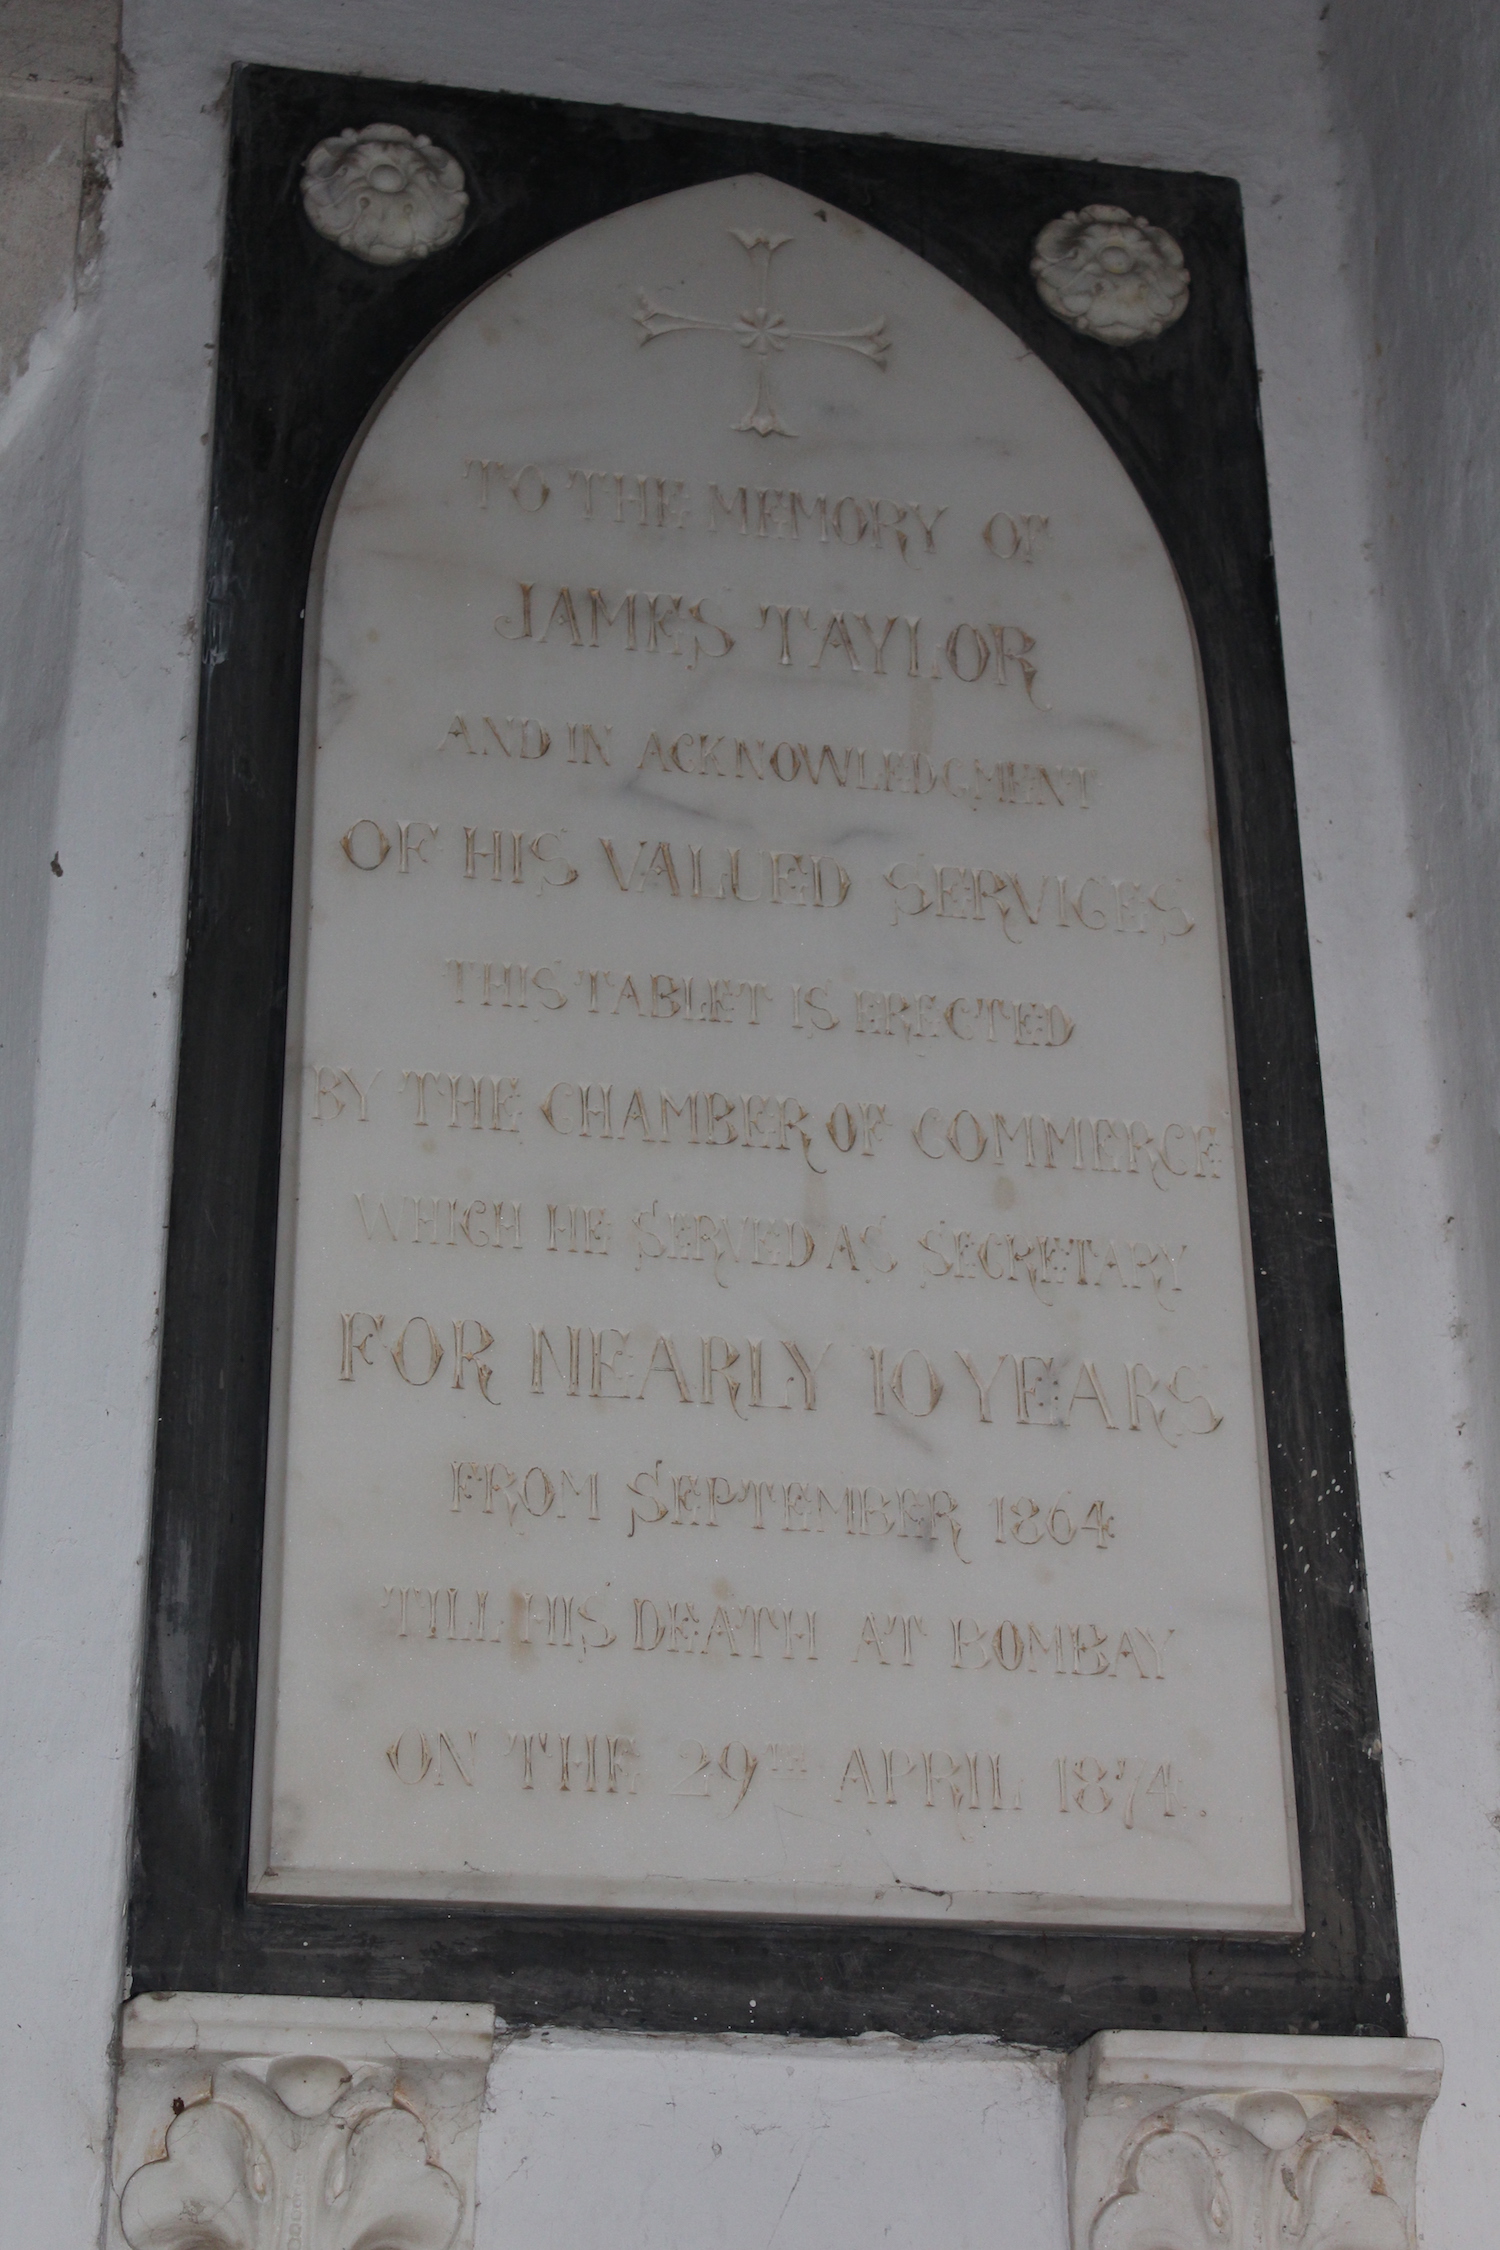 TO THE MEMORY OF
JAMES TAYLOR
AND IN ACKNOWLEDGMENT
OF HIS VALUED SERVICES
THIS TABLET IS ERECTED
BY THE CHAMBER OF COMMERCE
WHICH HE SERVED AS SECRETARY
FOR NEARLY 10 YEARS
FROM SEPTEMBER 1864
TILL HIS DEATH AT BOMBAY
ON THE 29TH APRIL 1874.